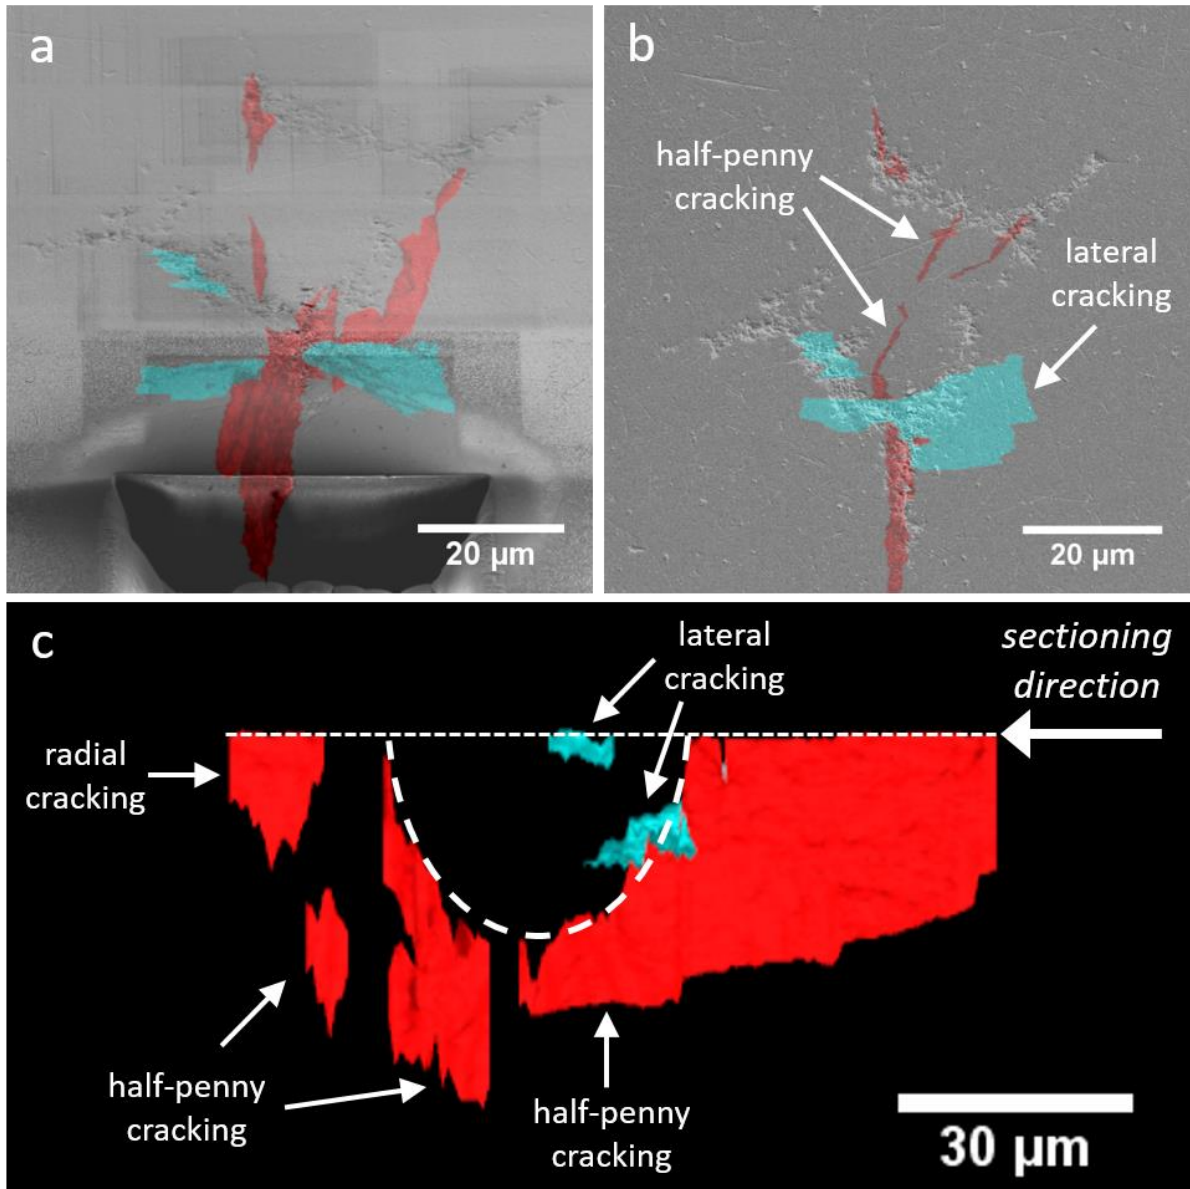 a
20 μm
b
half-penny
cracking
lateral
cracking
20 μm
c
lateral
cracking
sectioning
direction
radial
cracking
half-penny
cracking
half-penny
cracking
30 μm